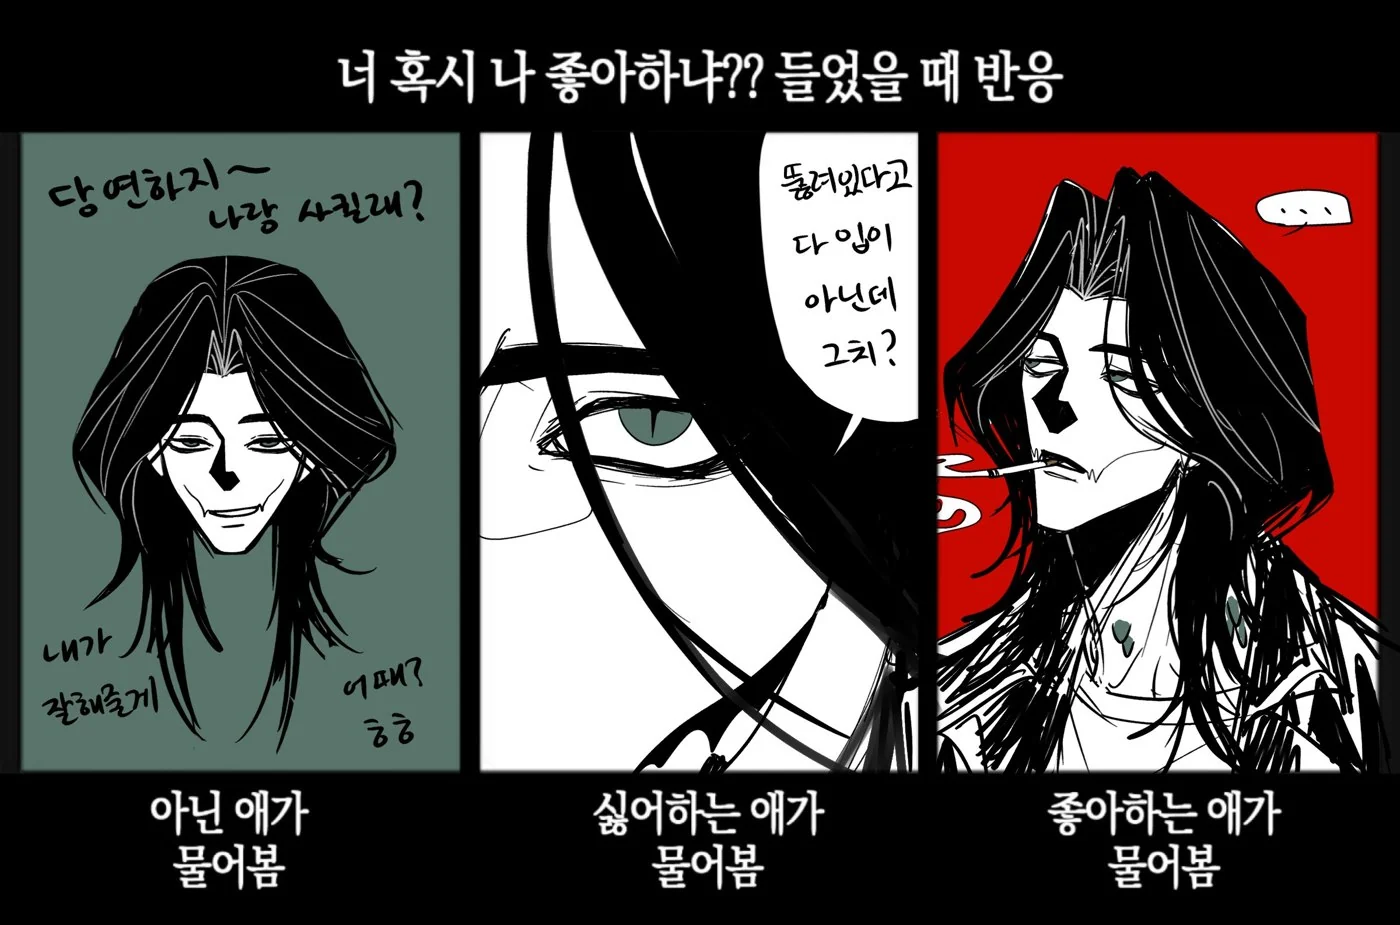 너 혹시 나 좋아하냐?? 들었을 때 반응
당연하지~
나랑 사킬래?
내가
잘해줄게
어때?
흐흐
뚫려있다고
다 입이
아닌데
그치?
...
아닌 애가
물어봄
싫어하는 애가
물어봄
좋아하는 애가
물어봄